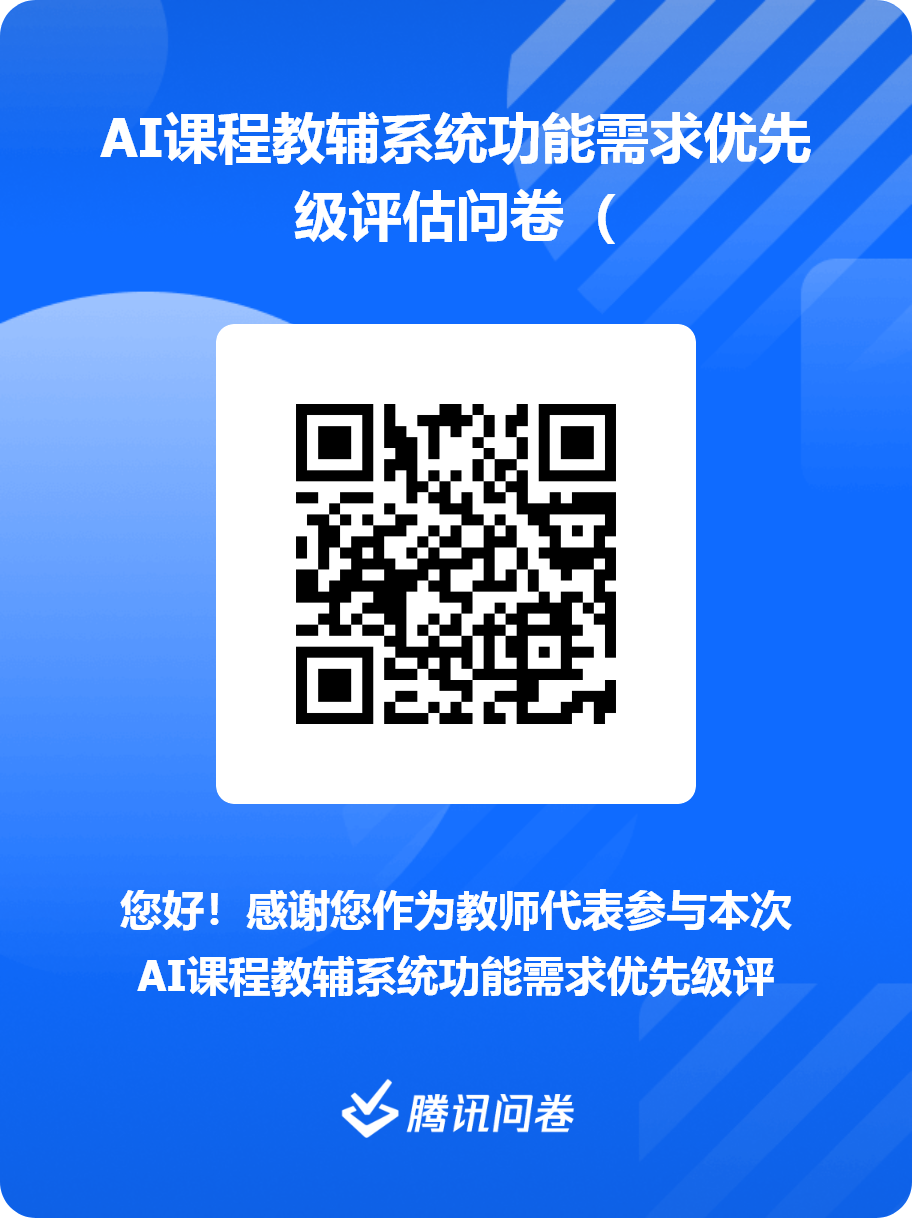 AI课程教辅系统功能需求优先
级评估问卷（
您好！感谢您作为教师代表参与本次
AI课程教辅系统功能需求优先级评
腾讯问卷